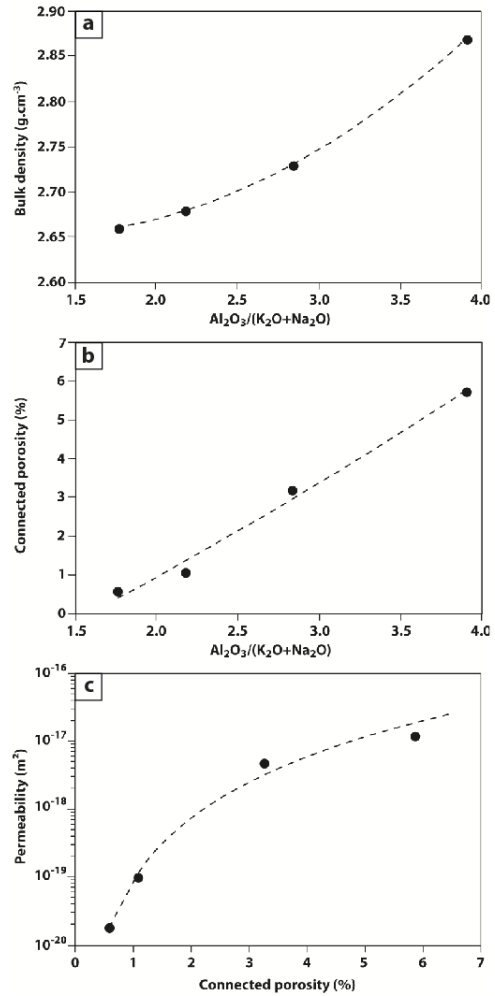 a
Bulk density (g.cm⁻³)
2.90
2.85
2.80
2.75
2.70
2.65
2.60
1.5 2.0 2.5 3.0 3.5 4.0
Al₂O₃/(K₂O+Na₂O)
b
Connected porosity (%)
7
6
5
4
3
2
1
0
1.5 2.0 2.5 3.0 3.5 4.0
Al₂O₃/(K₂O+Na₂O)
c
Permeability (m²)
10⁻¹⁶
10⁻¹⁷
10⁻¹⁸
10⁻¹⁹
10⁻²⁰
0 1 2 3 4 5 6 7
Connected porosity (%)